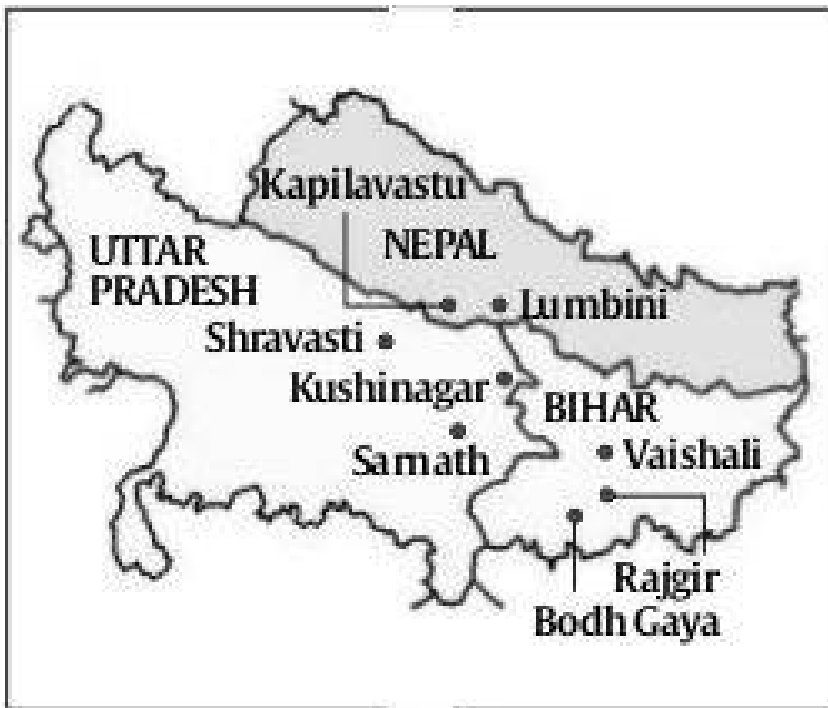 Kapilavastu
NEPAL
UTTAR
PRADESH
Lumbini
Shravasti
Kushinagar
BIHAR
Sarnath
Vaishali
Rajgir
Bodh Gaya